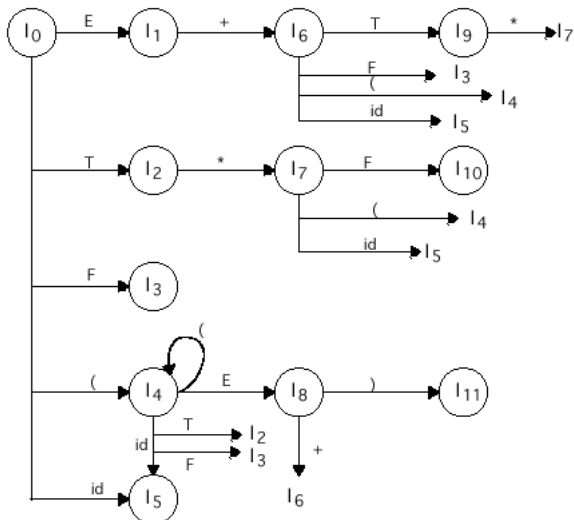 I0 E I1 + I6 T I9 * I7
F I3
( I4
id I5
T I2 * I7 F I10
( I4
id I5
F I3
(
( I4 E I8 ) I11
T I2
id F I3
+
id I5 I6